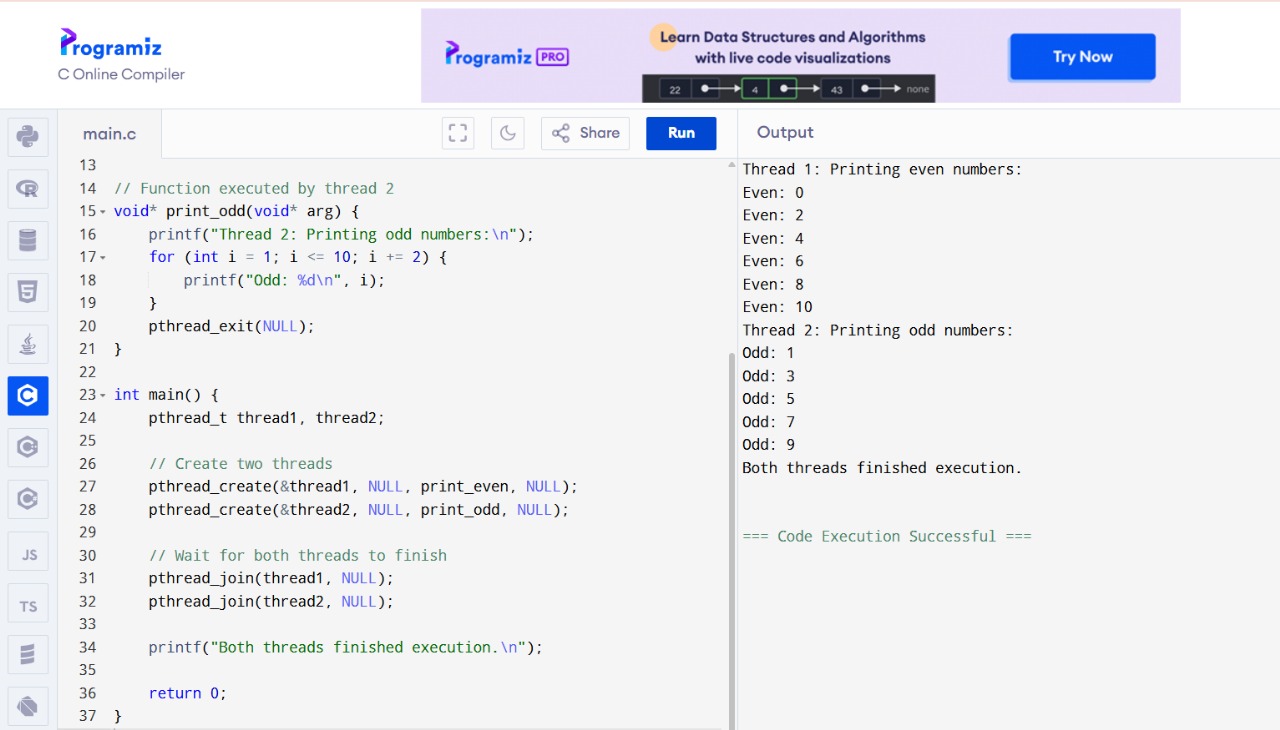 Programiz
C Online Compiler
Programiz PRO
Learn Data Structures and Algorithms
with live code visualizations
22 4 43 none
Try Now
main.c
Share
Run
Output
13
14 // Function executed by thread 2
15 void* print_odd(void* arg) {
16     printf("Thread 2: Printing odd numbers:\n");
17     for (int i = 1; i <= 10; i += 2) {
18         printf("Odd: %d\n", i);
19     }
20     pthread_exit(NULL);
21 }
22
23 int main() {
24     pthread_t thread1, thread2;
25
26     // Create two threads
27     pthread_create(&thread1, NULL, print_even, NULL);
28     pthread_create(&thread2, NULL, print_odd, NULL);
29
30     // Wait for both threads to finish
31     pthread_join(thread1, NULL);
32     pthread_join(thread2, NULL);
33
34     printf("Both threads finished execution.\n");
35
36     return 0;
37 }
Thread 1: Printing even numbers:
Even: 0
Even: 2
Even: 4
Even: 6
Even: 8
Even: 10
Thread 2: Printing odd numbers:
Odd: 1
Odd: 3
Odd: 5
Odd: 7
Odd: 9
Both threads finished execution.
=== Code Execution Successful ===
R
5
C
C
C
JS
TS